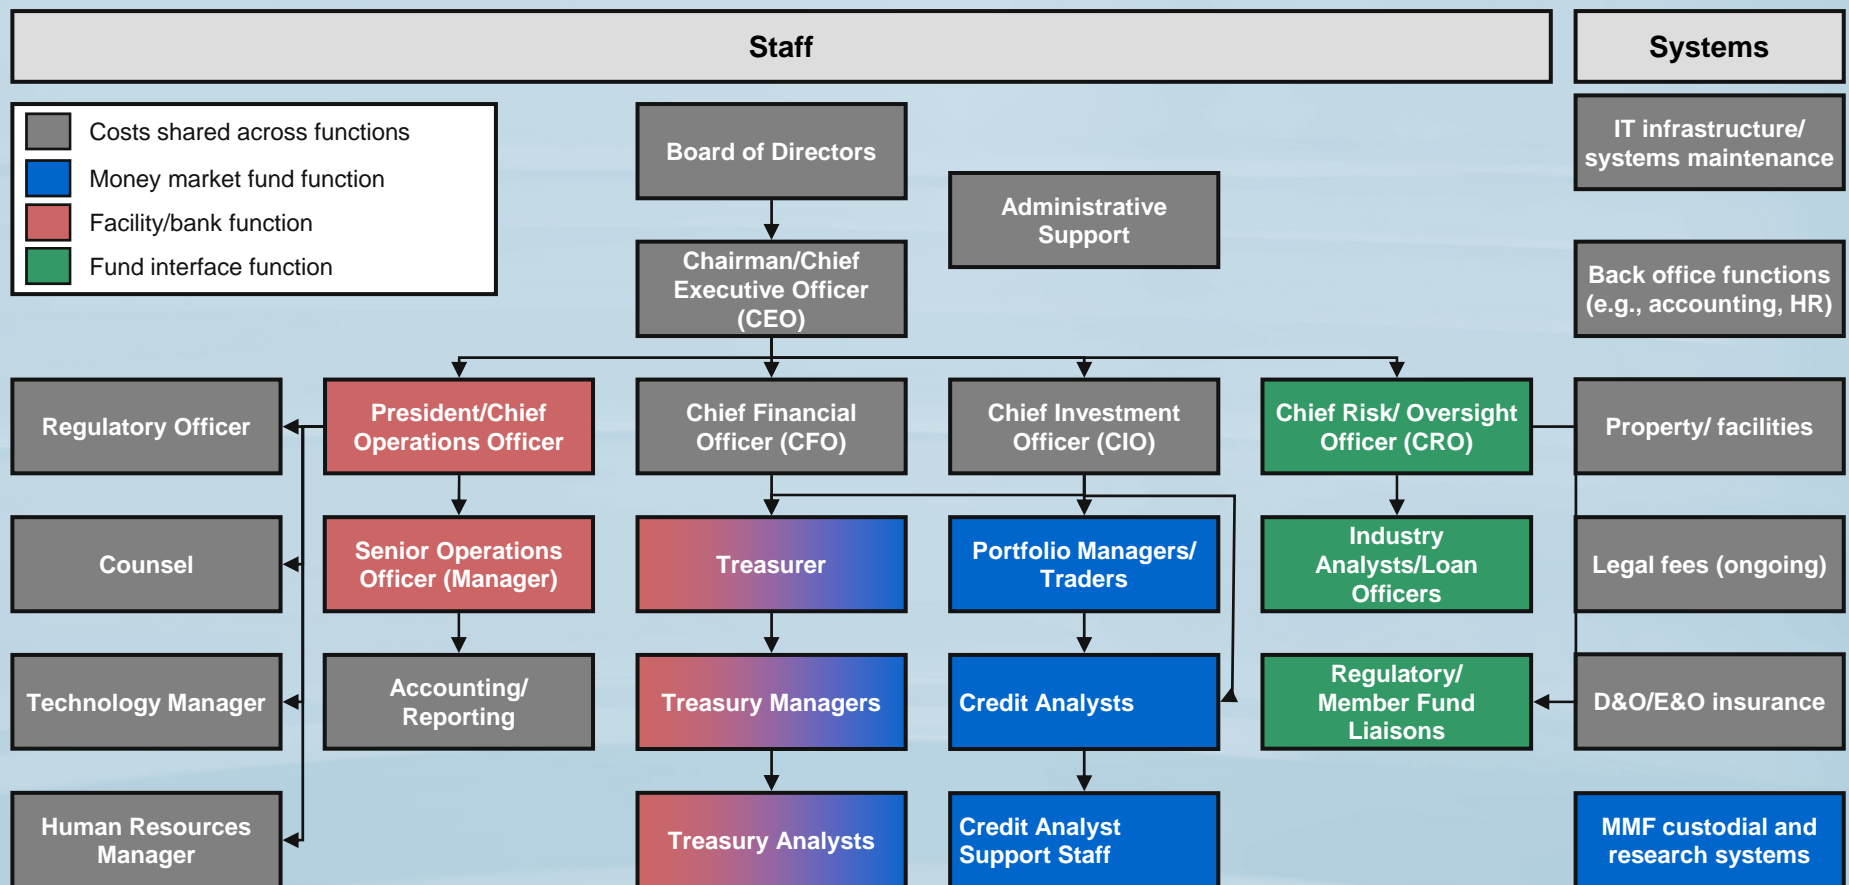 Staff
Systems
Costs shared across functions
Money market fund function
Facility/bank function
Fund interface function
Board of Directors
Administrative
Support
IT infrastructure/
systems maintenance
Chairman/Chief
Executive Officer
(CEO)
Back office functions
(e.g., accounting, HR)
Regulatory Officer
President/Chief
Operations Officer
Chief Financial
Officer (CFO)
Chief Investment
Officer (CIO)
Chief Risk/ Oversight
Officer (CRO)
Property/ facilities
Counsel
Senior Operations
Officer (Manager)
Treasurer
Portfolio Managers/
Traders
Industry
Analysts/Loan
Officers
Legal fees (ongoing)
Technology Manager
Accounting/
Reporting
Treasury Managers
Credit Analysts
Regulatory/
Member Fund
Liaisons
D&O/E&O insurance
Human Resources
Manager
Treasury Analysts
Credit Analyst
Support Staff
MMF custodial and
research systems